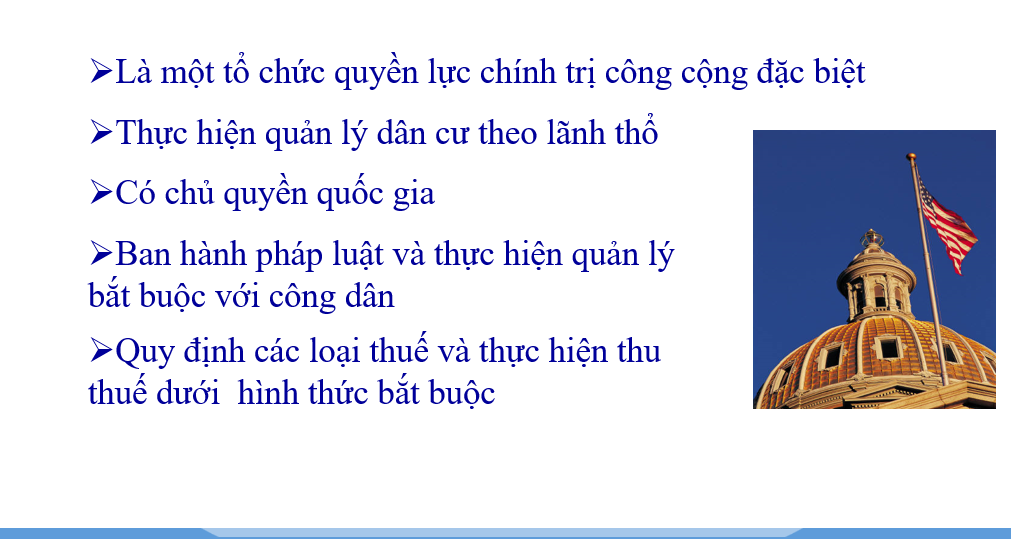 ➢Là một tổ chức quyền lực chính trị công cộng đặc biệt
➢Thực hiện quản lý dân cư theo lãnh thổ
➢Có chủ quyền quốc gia
➢Ban hành pháp luật và thực hiện quản lý
bắt buộc với công dân
➢Quy định các loại thuế và thực hiện thu
thuế dưới  hình thức bắt buộc